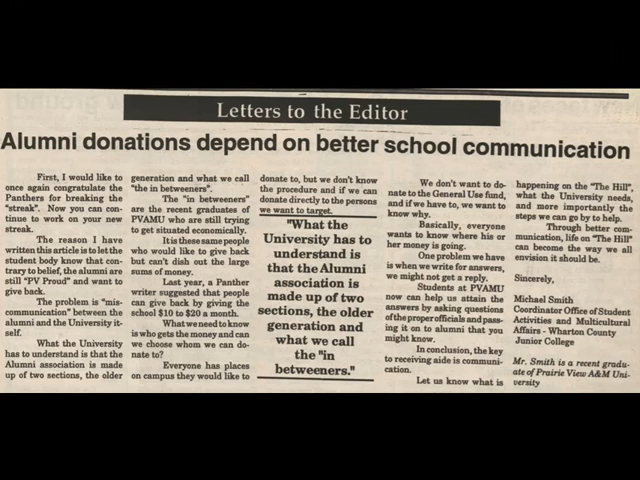 Letters to the Editor
Alumni donations depend on better school communication
First, I would like to
once again congratulate the
Panthers for breaking the
"streak". Now you can con-
tinue to work on your new
streak.
The reason I have
written this article is to let the
student body know that con-
trary to belief, the alumni are
still "PV Proud" and want to
give back.
The problem is "mis-
communication" between the
alumni and the University it-
self.
What the University
has to understand is that the
Alumni association is made
up of two sections, the older
generation and what we call
"the in betweeners".
The "in betweeners"
are the recent graduates of
PVAMU who are still trying
to get situated economically.
It is these same people
who would like to give back
but can't dish out the large
sums of money.
Last year, a Panther
writer suggested that people
can give back by giving the
school $10 to $20 a month.
What we need to know
is who gets the money and can
we choose whom we can do-
nate to?
Everyone has places
on campus they would like to
donate to, but we don't know
the procedure and if we can
donate directly to the persons
we want to target.
"What the
University has to
understand is
that the Alumni
association is
made up of two
sections, the older
generation and
what we call
the "in
betweeners."
We don't want to do-
nate to the General Use fund,
and if we have to, we want to
know why.
Basically, everyone
wants to know where his or
her money is going.
One problem we have
is when we write for answers,
we might not get a reply.
Students at PVAMU
now can help us attain the
answers by asking questions
of the proper officials and pass-
ing it on to alumni that you
might know.
In conclusion, the key
to receiving aide is communi-
cation.
Let us know what is
happening on the "The Hill",
what the University needs,
and more importantly the
steps we can go by to help.
Through better com-
munication, life on "The Hill"
can become the way we all
envision it should be.
Sincerely,
Michael Smith
Coordinator Office of Student
Activities and Multicultural
Affairs - Wharton County
Junior College
Mr. Smith is a recent gradu-
ate of Prairie View A&M Uni-
versity